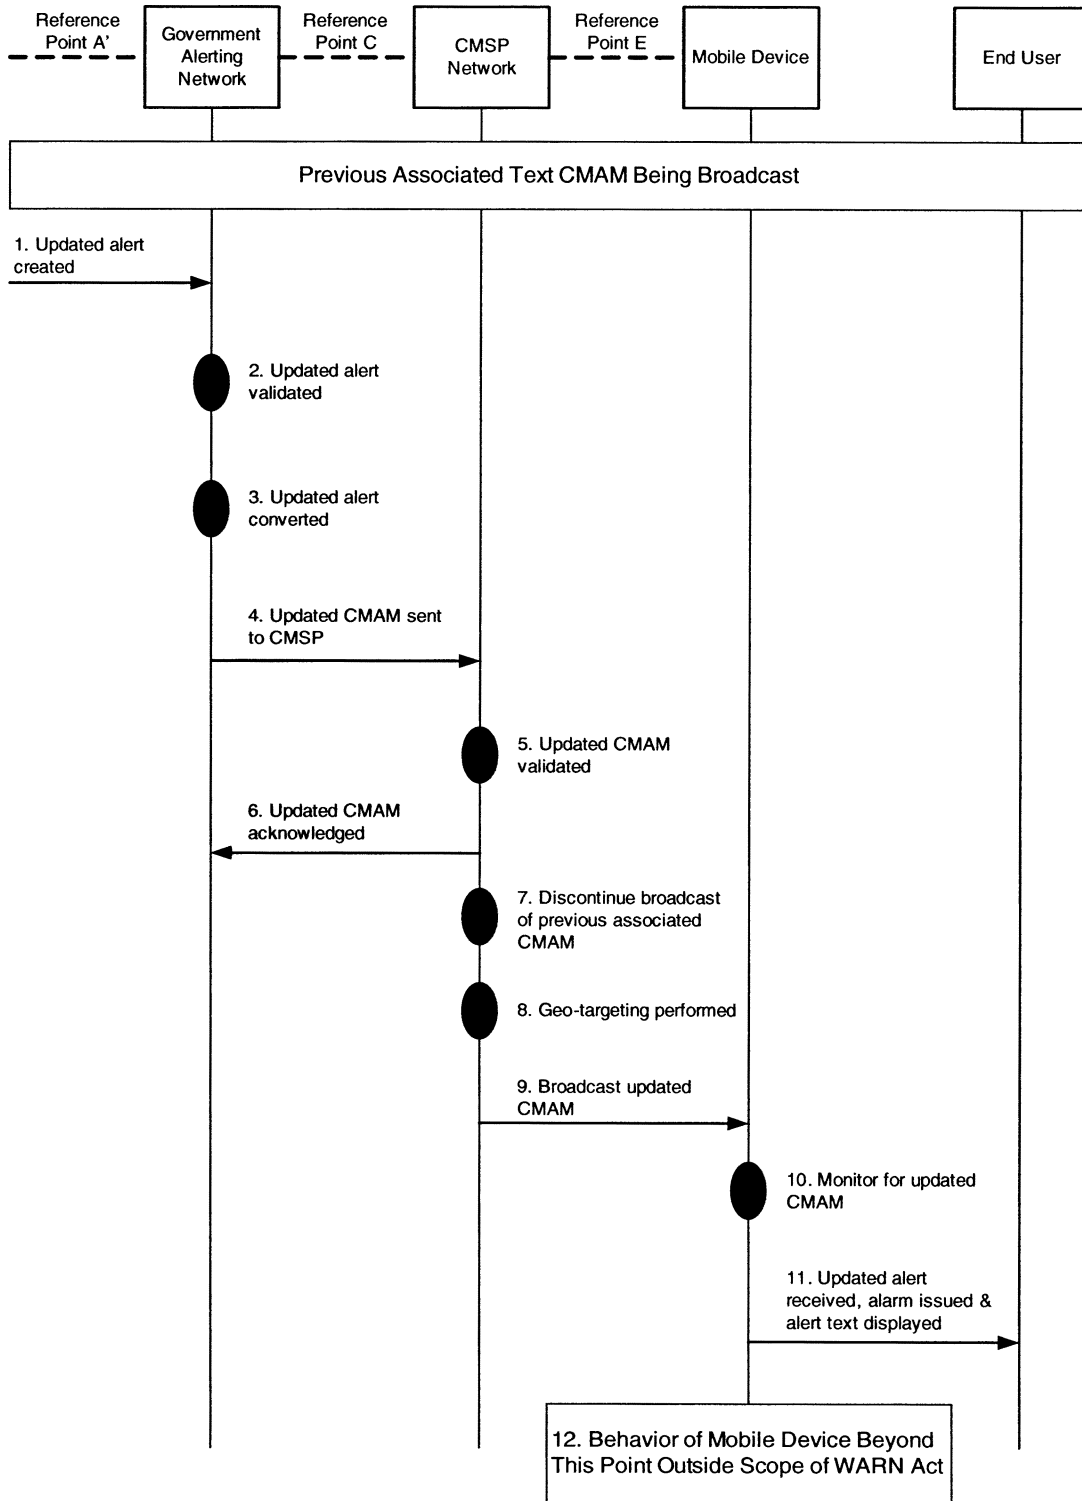 Reference
Point A'
Government
Alerting
Network
Reference
Point C
CMSP
Network
Reference
Point E
Mobile Device
End User
Previous Associated Text CMAM Being Broadcast
1. Updated alert
created
2. Updated alert
validated
3. Updated alert
converted
4. Updated CMAM sent
to CMSP
5. Updated CMAM
validated
6. Updated CMAM
acknowledged
7. Discontinue broadcast
of previous associated
CMAM
8. Geo-targeting performed
9. Broadcast updated
CMAM
10. Monitor for updated
CMAM
11. Updated alert
received, alarm issued &
alert text displayed
12. Behavior of Mobile Device Beyond
This Point Outside Scope of WARN Act